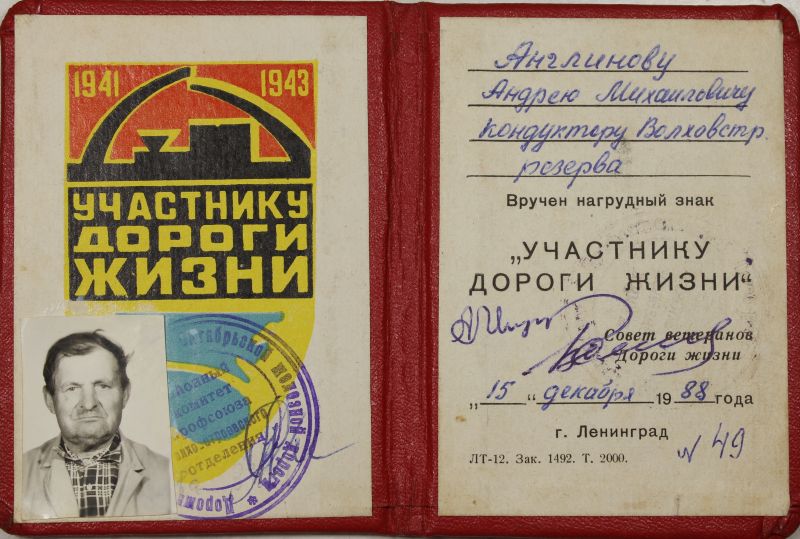 1941 1943
УЧАСТНИКУ
ДОРОГИ
ЖИЗНИ
Октябрьской железной дороги
комитет
профсоюза
отделения
Англинову
Андрею Михаиловичу
кондуктору Волховстр.
резерва
Вручен нагрудный знак
„УЧАСТНИКУ
ДОРОГИ ЖИЗНИ“
Совет ветеранов
Дороги жизни
„15“ декабря 1988 года
г. Ленинград
ЛТ-12. Зак. 1492. Т. 2000.
N 49